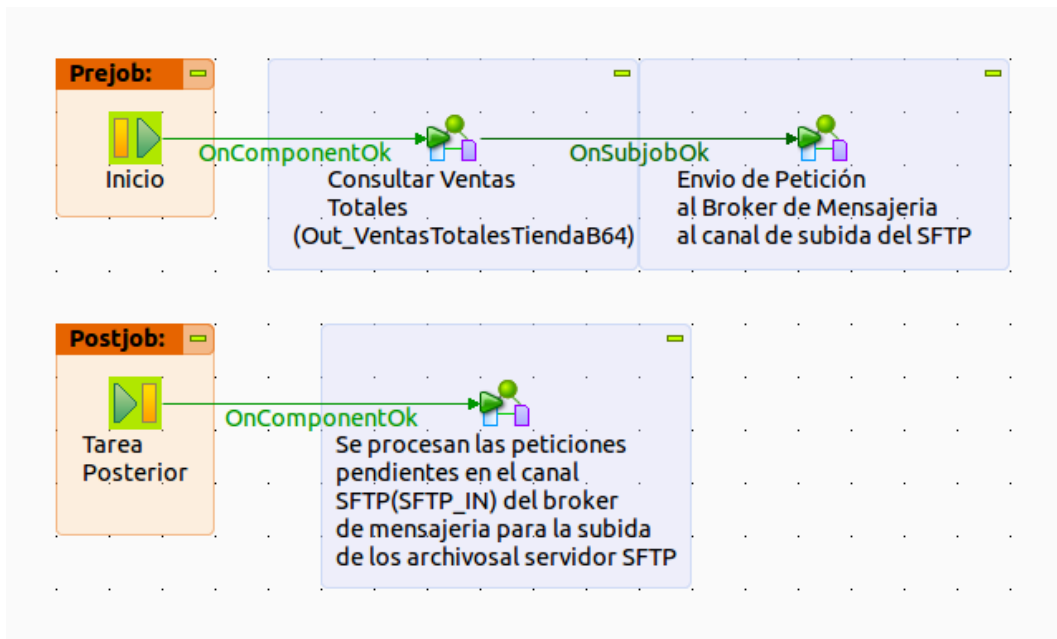 Prejob:
OnComponentOk
OnSubjobOk
Inicio
Consultar Ventas
Totales
(Out_VentasTotalesTiendaB64)
Envio de Petición
al Broker de Mensajeria
al canal de subida del SFTP
Postjob:
OnComponentOk
Tarea
Posterior
Se procesan las peticiones
pendientes en el canal
SFTP(SFTP_IN) del broker
de mensajeria para la subida
de los archivosal servidor SFTP